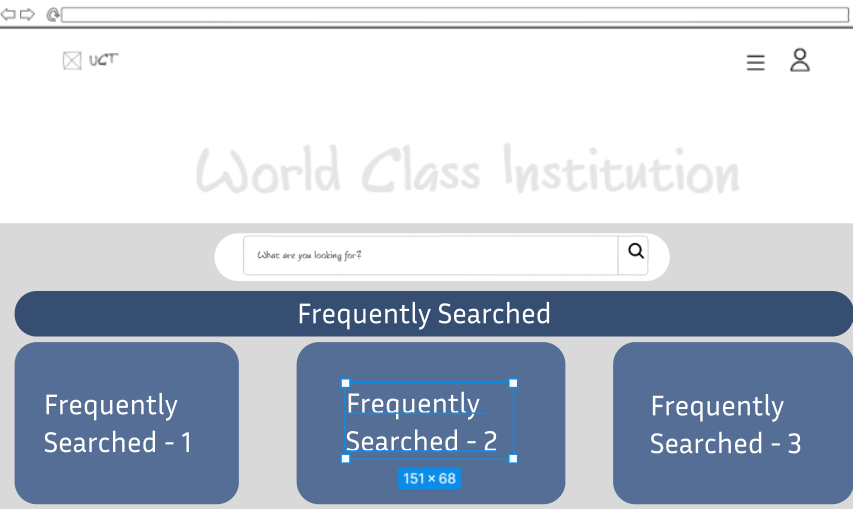 UCT
World Class Institution
What are you looking for?
Frequently Searched
Frequently
Searched - 1
Frequently
Searched - 2
151 × 68
Frequently
Searched - 3